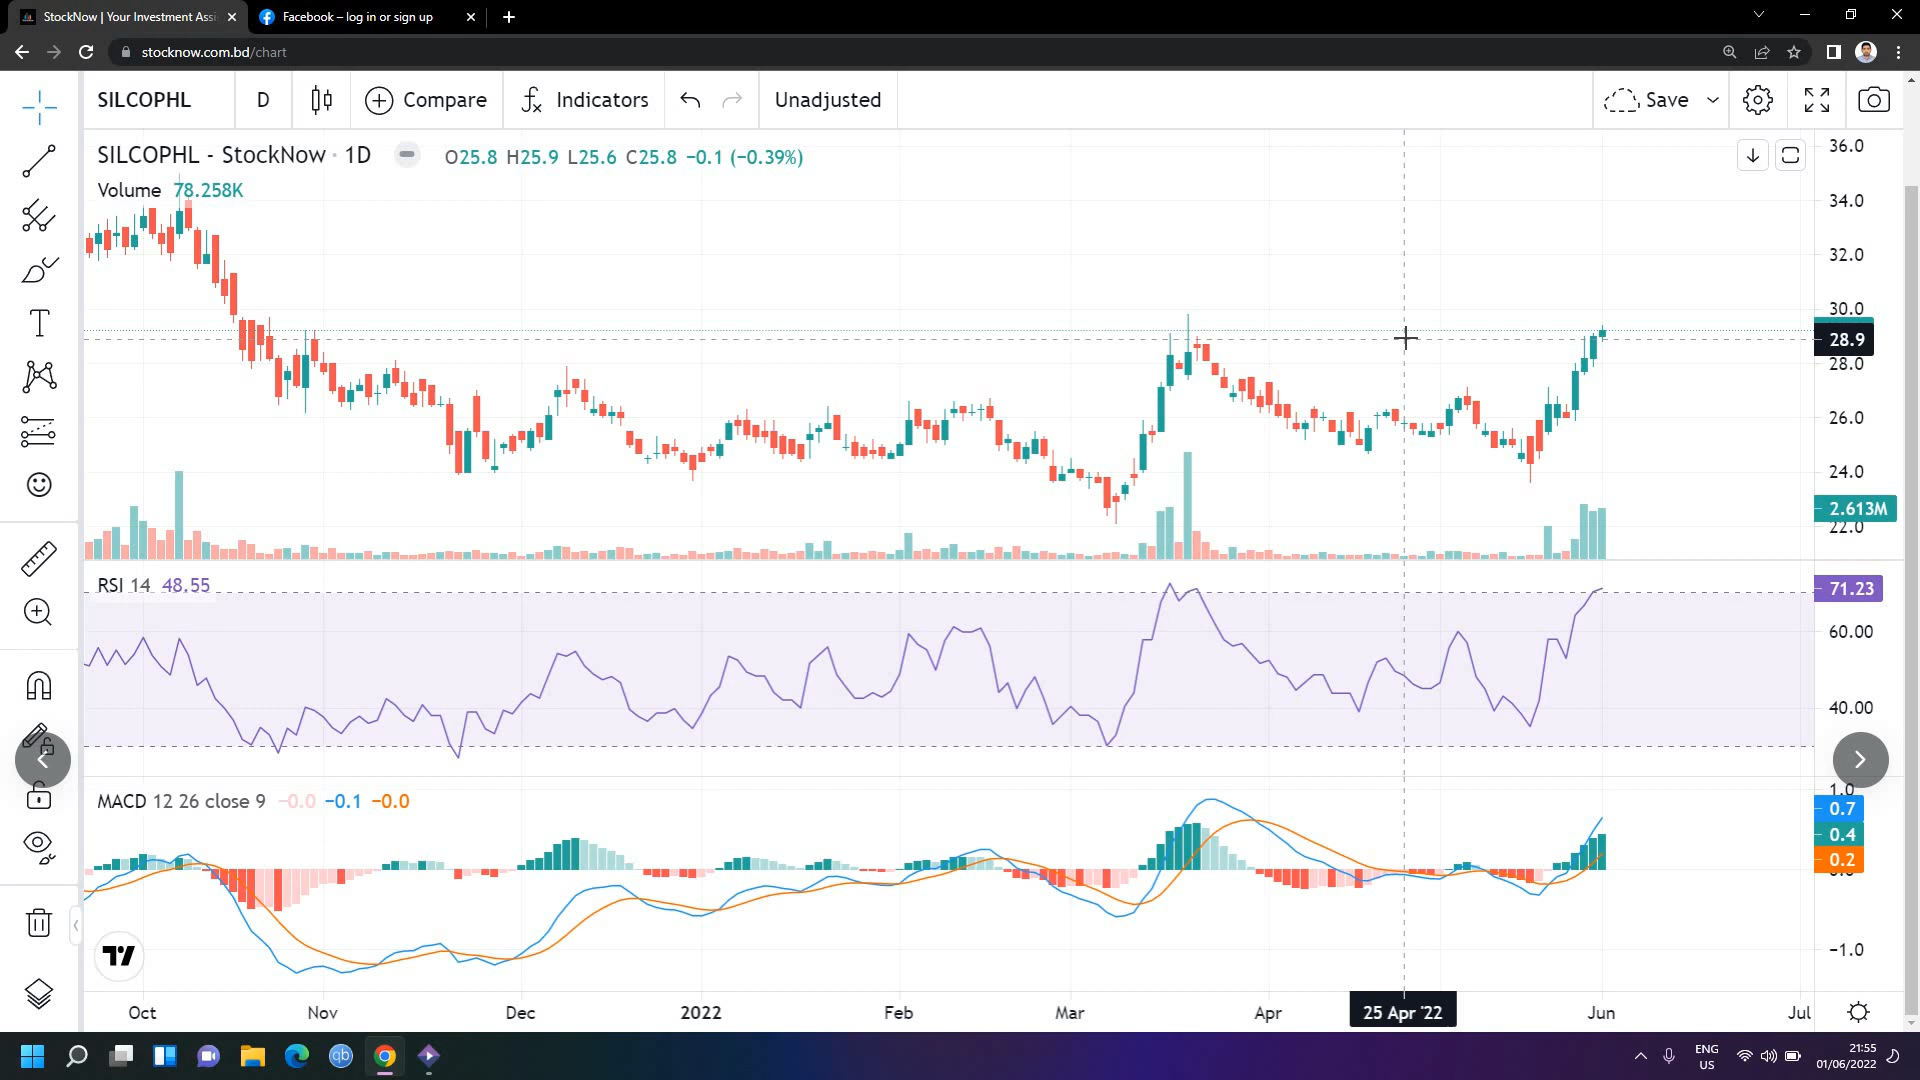 StockNow | Your Investment Assi
Facebook – log in or sign up
stocknow.com.bd/chart
SILCOPHL
D
Compare
Indicators
Unadjusted
Save
SILCOPHL - StockNow · 1D
O25.8 H25.9 L25.6 C25.8 −0.1 (−0.39%)
Volume 78.258K
36.0
34.0
32.0
30.0
28.9
28.0
26.0
24.0
2.613M
22.0
RSI 14 48.55
71.23
60.00
40.00
MACD 12 26 close 9 −0.0 −0.1 −0.0
1.0
0.7
0.4
0.2
−1.0
Oct
Nov
Dec
2022
Feb
Mar
Apr
25 Apr '22
Jun
Jul
qb
ENG
US
21:55
01/06/2022